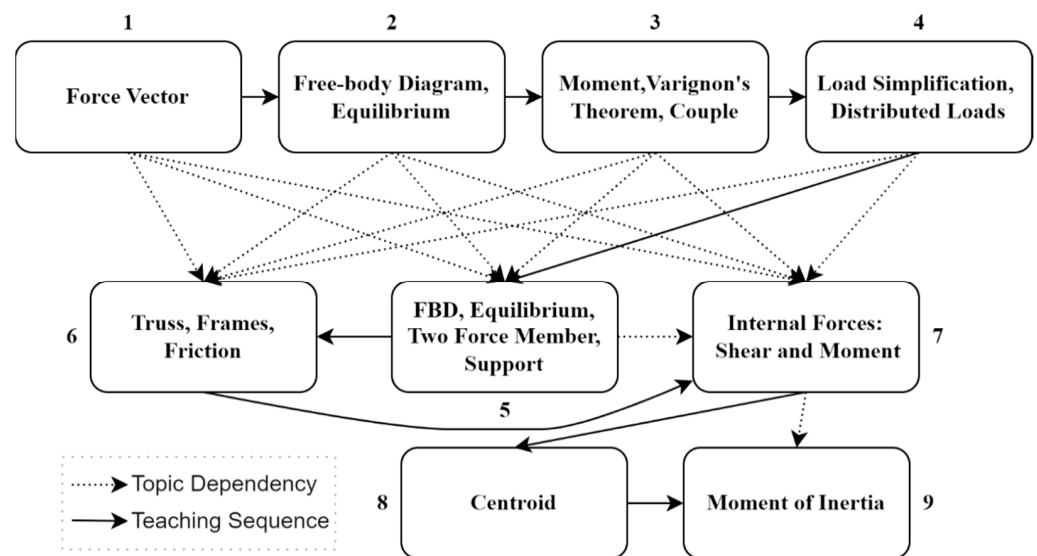 1
2
3
4
Force Vector
Free-body Diagram,
Equilibrium
Moment,Varignon's
Theorem, Couple
Load Simplification,
Distributed Loads
6
Truss, Frames,
Friction
FBD, Equilibrium,
Two Force Member,
Support
Internal Forces:
Shear and Moment
7
5
Topic Dependency
Teaching Sequence
8
Centroid
Moment of Inertia
9